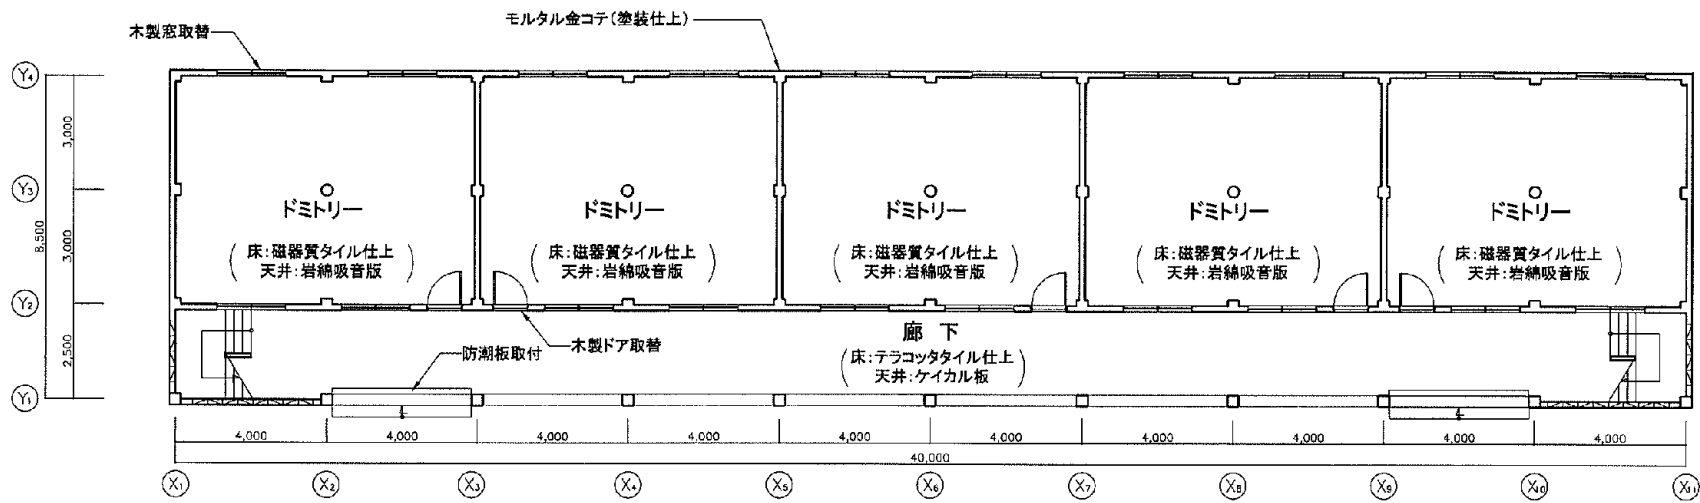 モルタル金コテ(塗装仕上)
木製窓取替
Y4
3,000
Y3
8,500
3,000
Y2
2,500
Y1
ドミトリー
(床:磁器質タイル仕上
天井:岩綿吸音版)
ドミトリー
(床:磁器質タイル仕上
天井:岩綿吸音版)
ドミトリー
(床:磁器質タイル仕上
天井:岩綿吸音版)
ドミトリー
(床:磁器質タイル仕上
天井:岩綿吸音版)
ドミトリー
(床:磁器質タイル仕上
天井:岩綿吸音版)
廊 下
(床:テラコッタタイル仕上
天井:ケイカル板)
防潮板取付
木製ドア取替
4,000 4,000 4,000 4,000 4,000 4,000 4,000 4,000 4,000 4,000
40,000
X1 X2 X3 X4 X5 X6 X7 X8 X9 X10 X11